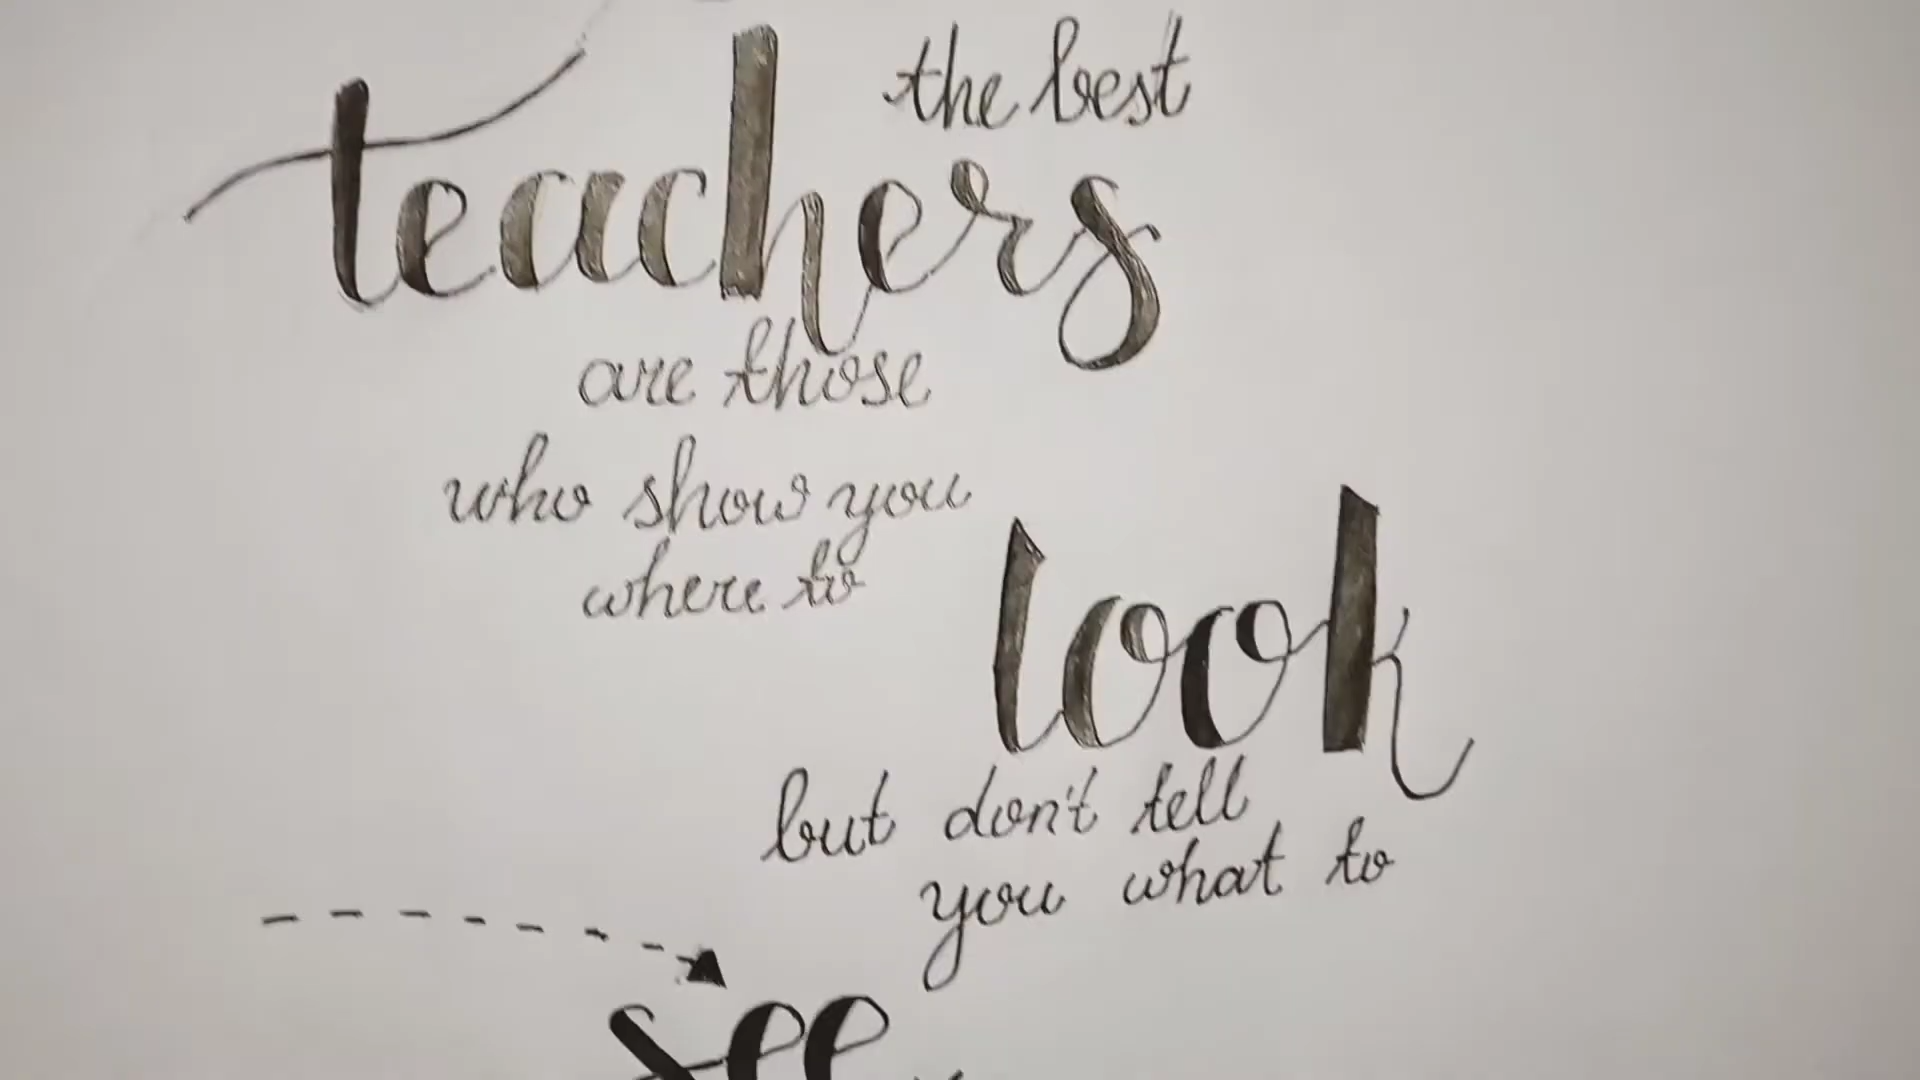 the best
teachers
are those
who show you
where to
look
but don't tell
you what to
see